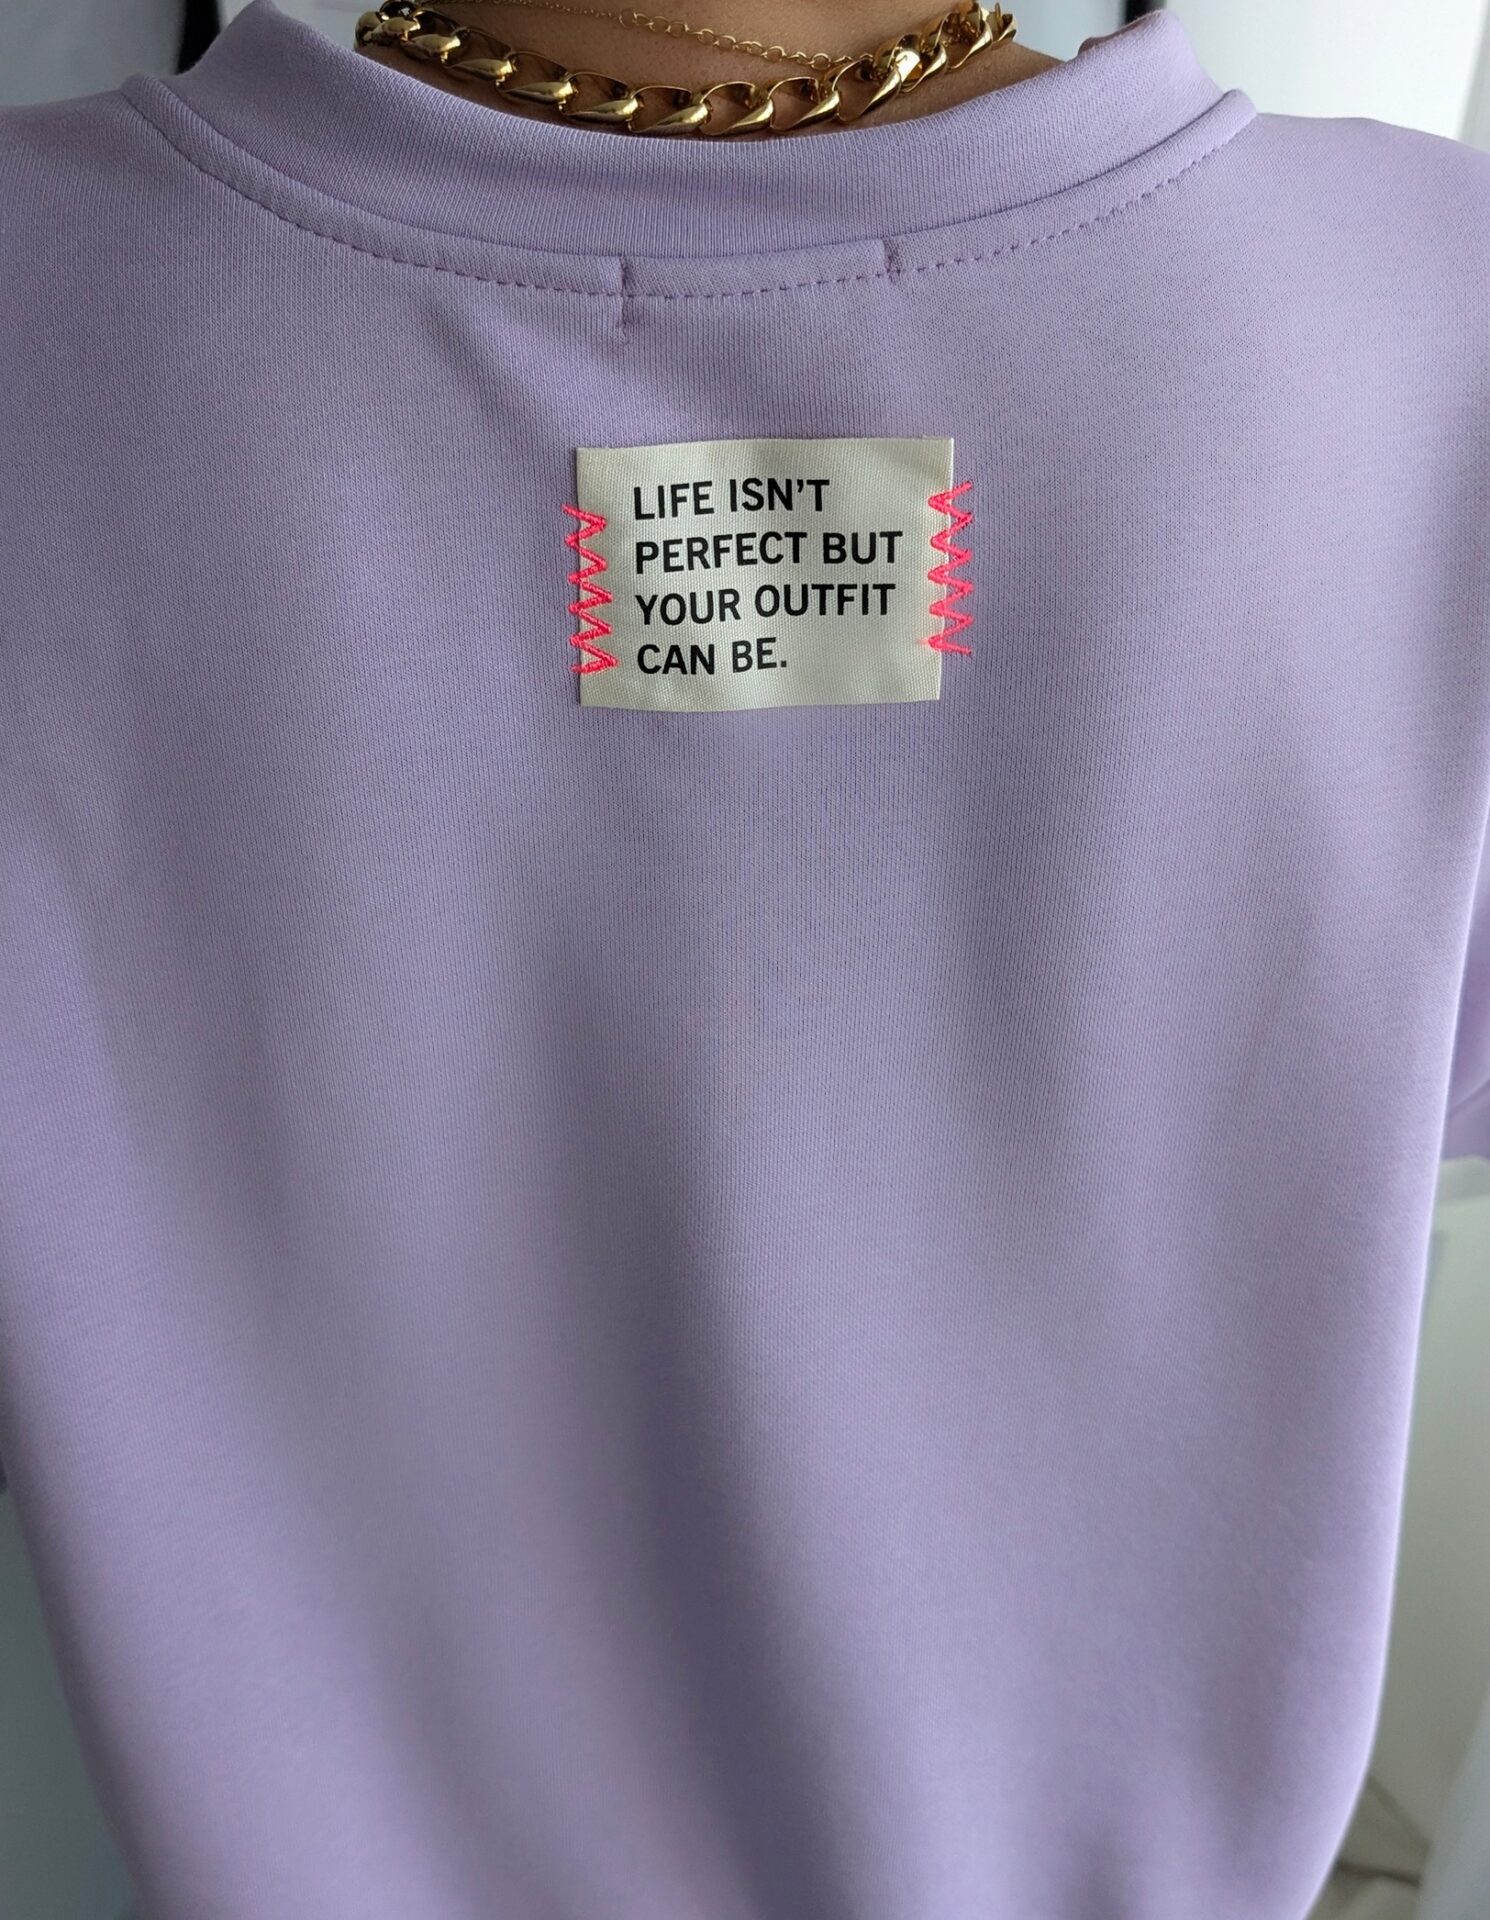 LIFE ISN'T
PERFECT BUT
YOUR OUTFIT
CAN BE.